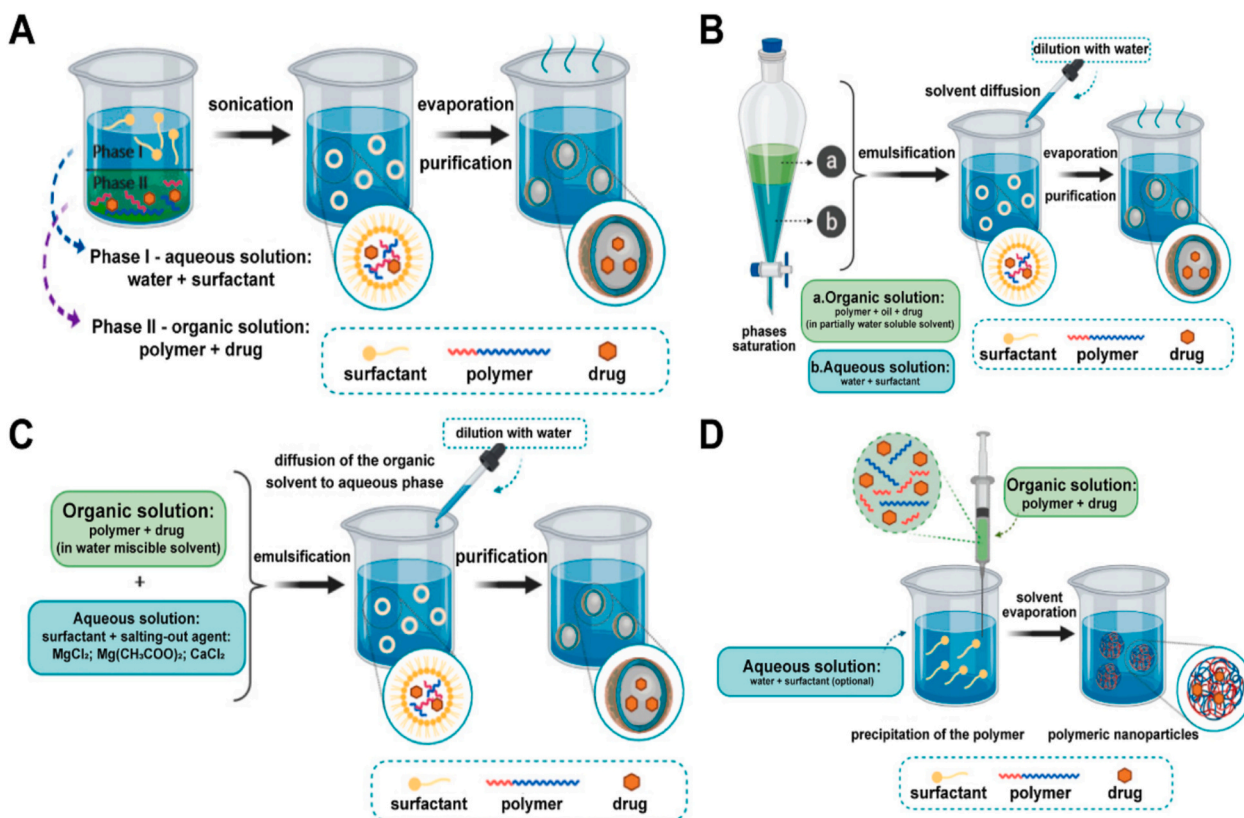 A
Phase I
Phase II
sonication
evaporation
purification
Phase I - aqueous solution:
water + surfactant
Phase II - organic solution:
polymer + drug
surfactant
polymer
drug
B
a
b
phases
saturation
emulsification
solvent diffusion
dilution with water
evaporation
purification
a.Organic solution:
polymer + oil + drug
(in partially water soluble solvent)
b.Aqueous solution:
water + surfactant
surfactant
polymer
drug
C
Organic solution:
polymer + drug
(in water miscible solvent)
+
Aqueous solution:
surfactant + salting-out agent:
MgCl₂; Mg(CH₃COO)₂; CaCl₂
emulsification
diffusion of the organic
solvent to aqueous phase
dilution with water
purification
surfactant
polymer
drug
D
Organic solution:
polymer + drug
Aqueous solution:
water + surfactant (optional)
solvent
evaporation
precipitation of the polymer
polymeric nanoparticles
surfactant
polymer
drug